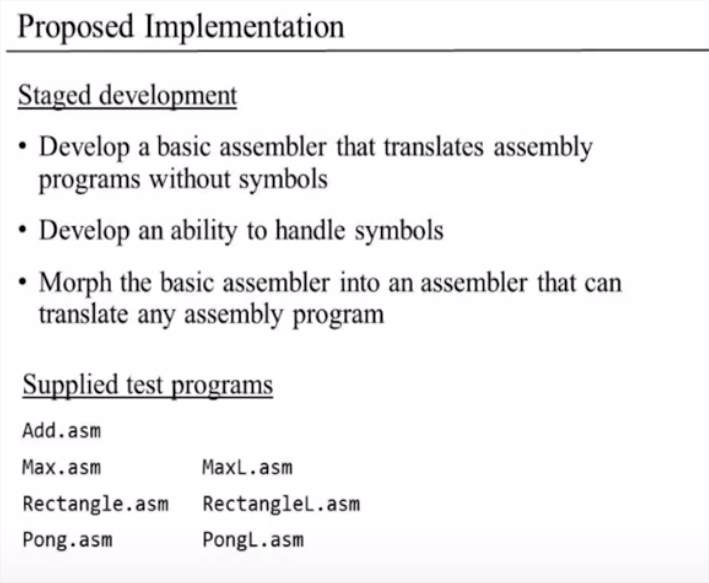 Proposed Implementation
Staged development
• Develop a basic assembler that translates assembly
programs without symbols
• Develop an ability to handle symbols
• Morph the basic assembler into an assembler that can
translate any assembly program
Supplied test programs
Add.asm
Max.asm MaxL.asm
Rectangle.asm RectangleL.asm
Pong.asm PongL.asm